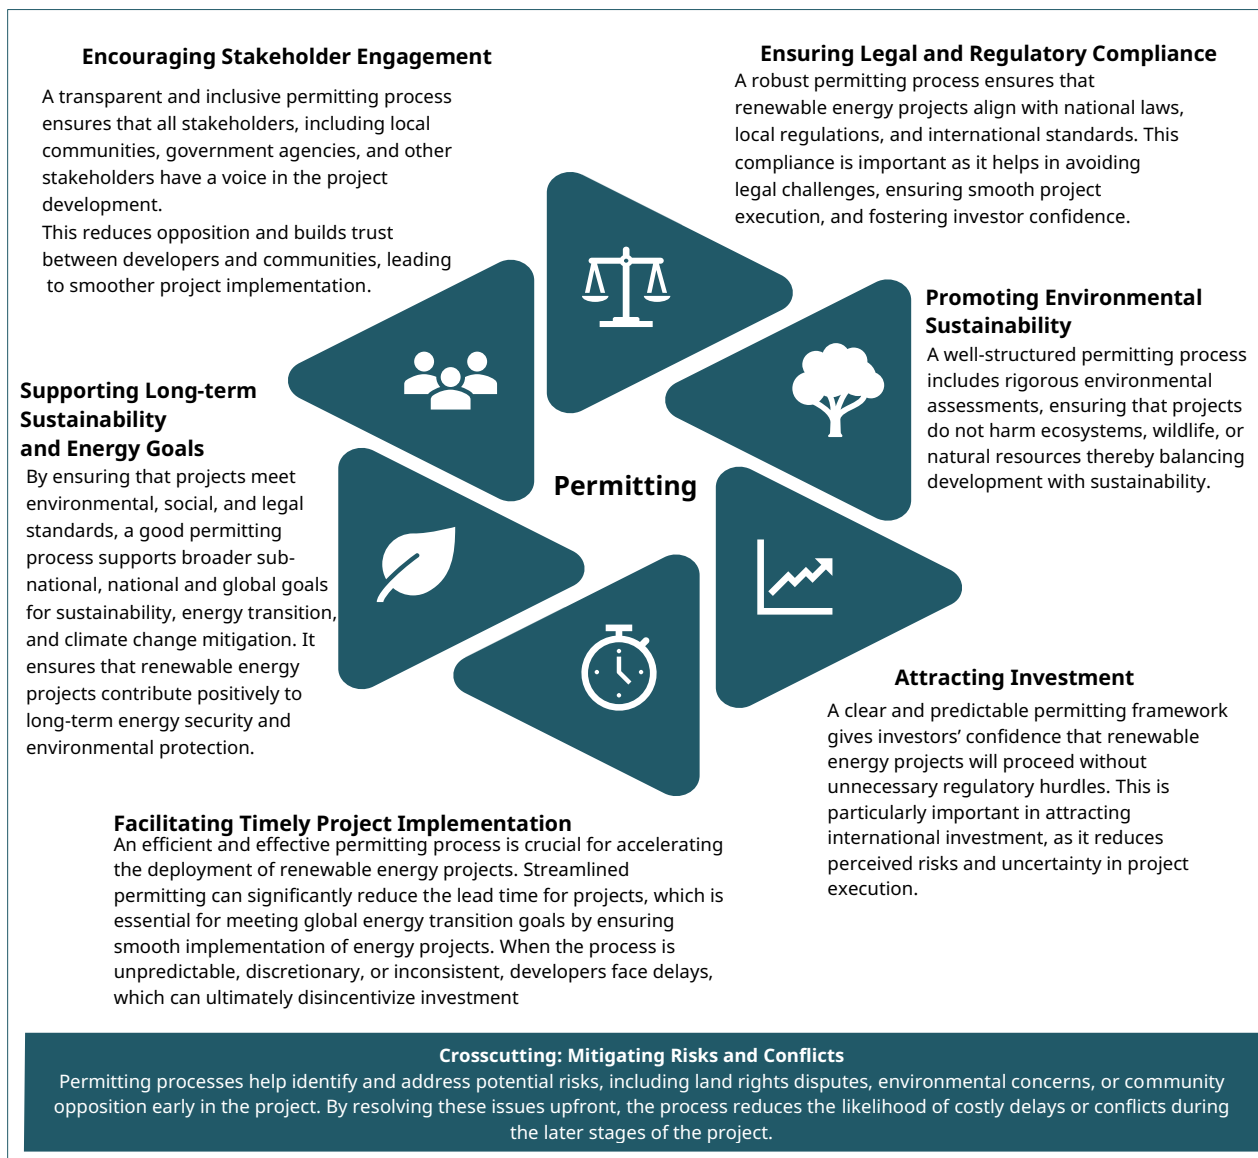 Encouraging Stakeholder Engagement
A transparent and inclusive permitting process
ensures that all stakeholders, including local
communities, government agencies, and other
stakeholders have a voice in the project
development.
This reduces opposition and builds trust
between developers and communities, leading
to smoother project implementation.
Ensuring Legal and Regulatory Compliance
A robust permitting process ensures that
renewable energy projects align with national laws,
local regulations, and international standards. This
compliance is important as it helps in avoiding
legal challenges, ensuring smooth project
execution, and fostering investor confidence.
Promoting Environmental
Sustainability
A well-structured permitting process
includes rigorous environmental
assessments, ensuring that projects
do not harm ecosystems, wildlife, or
natural resources thereby balancing
development with sustainability.
Supporting Long-term
Sustainability
and Energy Goals
By ensuring that projects meet
environmental, social, and legal
standards, a good permitting
process supports broader sub-
national, national and global goals
for sustainability, energy transition,
and climate change mitigation. It
ensures that renewable energy
projects contribute positively to
long-term energy security and
environmental protection.
Permitting
Attracting Investment
A clear and predictable permitting framework
gives investors’ confidence that renewable
energy projects will proceed without
unnecessary regulatory hurdles. This is
particularly important in attracting
international investment, as it reduces
perceived risks and uncertainty in project
execution.
Facilitating Timely Project Implementation
An efficient and effective permitting process is crucial for accelerating
the deployment of renewable energy projects. Streamlined
permitting can significantly reduce the lead time for projects, which is
essential for meeting global energy transition goals by ensuring
smooth implementation of energy projects. When the process is
unpredictable, discretionary, or inconsistent, developers face delays,
which can ultimately disincentivize investment
Crosscutting: Mitigating Risks and Conflicts
Permitting processes help identify and address potential risks, including land rights disputes, environmental concerns, or community
opposition early in the project. By resolving these issues upfront, the process reduces the likelihood of costly delays or conflicts during
the later stages of the project.